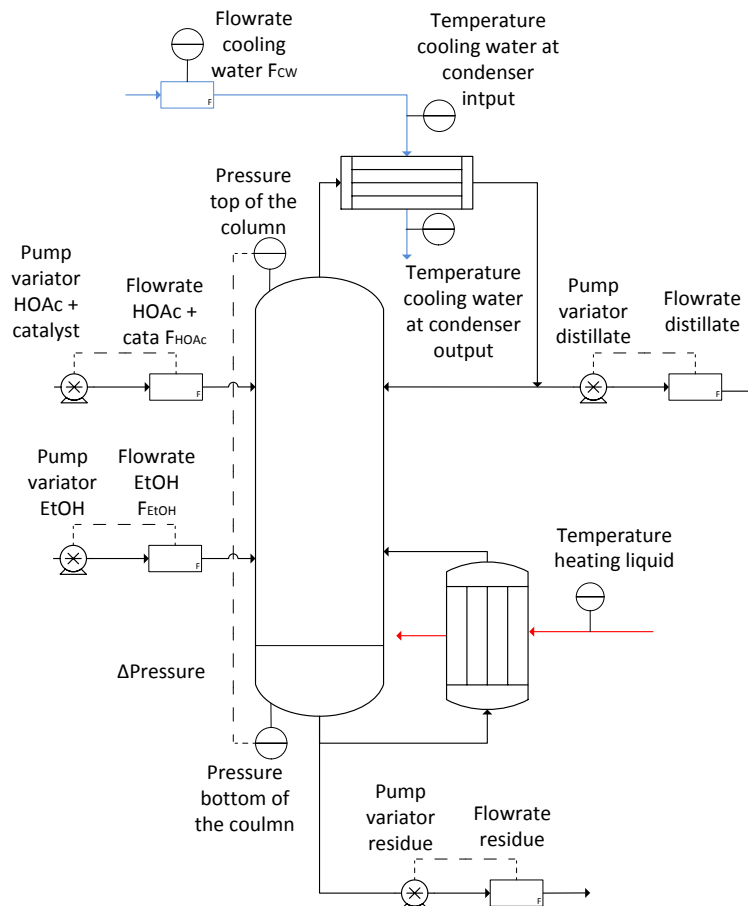 Flowrate
cooling
water FCW
F
Temperature
cooling water at
condenser
intput
Pressure
top of the
column
Temperature
cooling water
at condenser
output
Pump
variator
HOAc +
catalyst
Flowrate
HOAc +
cata FHOAc
F
Pump
variator
distillate
Flowrate
distillate
F
Pump
variator
EtOH
Flowrate
EtOH
FEtOH
F
Temperature
heating liquid
ΔPressure
Pressure
bottom of
the coulmn
Pump
variator
residue
Flowrate
residue
F